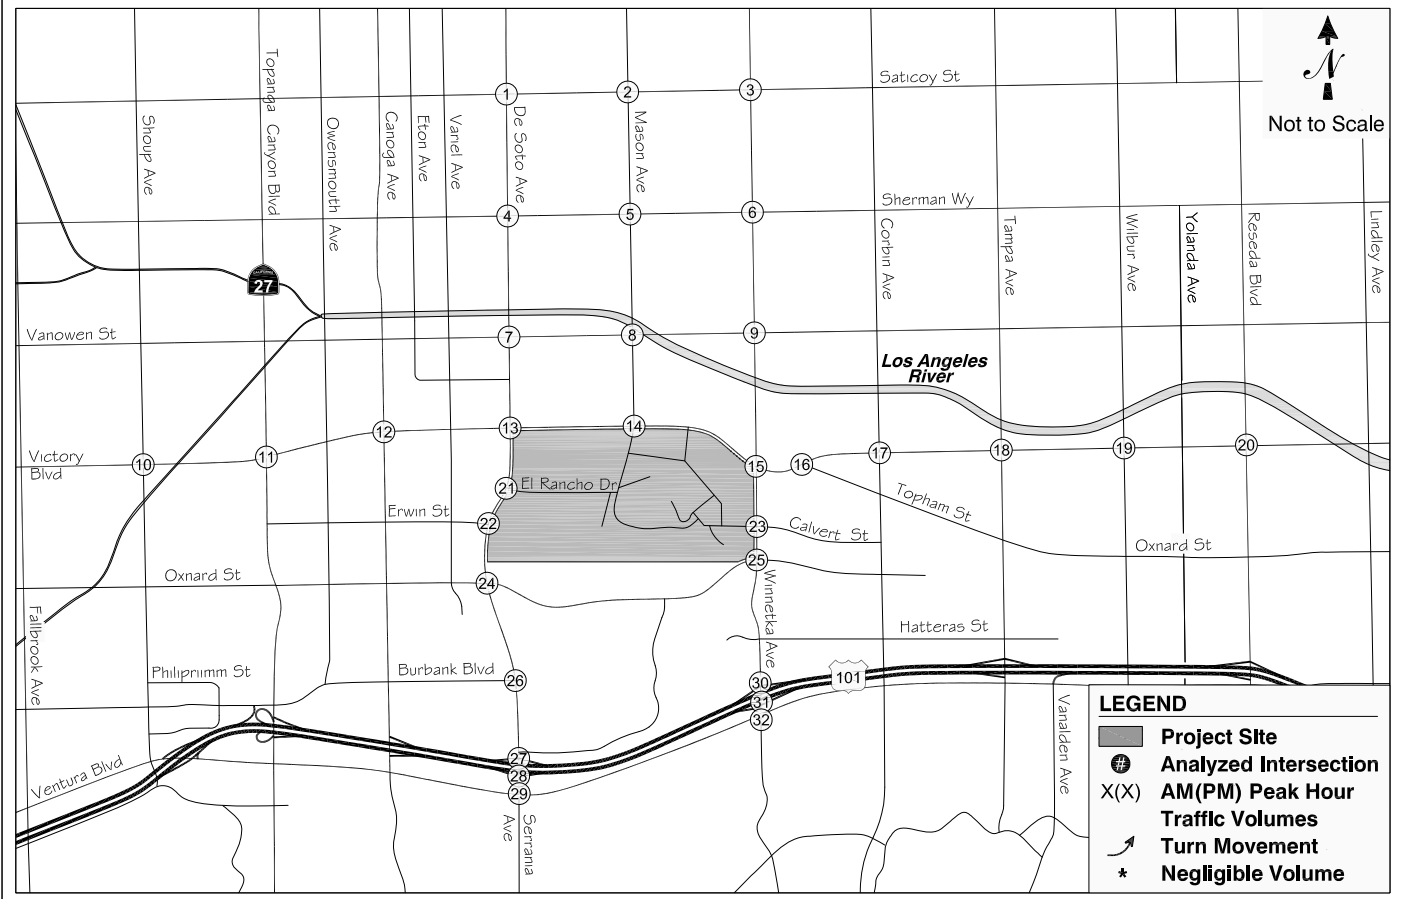 Saticoy St
N
Not to Scale
1
2
3
Shoup Ave
Topanga Canyon Blvd
Owensmouth Ave
Canoga Ave
Eton Ave
Variel Ave
De Soto Ave
Mason Ave
Sherman Wy
4
5
6
Corbin Ave
Tampa Ave
Wilbur Ave
Yolanda Ave
Reseda Blvd
Lindley Ave
CALIFORNIA
27
Vanowen St
7
8
9
Los Angeles
River
Victory
Blvd
10
11
12
13
14
15
16
17
18
19
20
21
El Rancho Dr
Erwin St
22
23
Calvert St
Topham St
Oxnard St
25
Oxnard St
24
Fallbrook Ave
Winnetka Ave
Hatteras St
Philiprimm St
Burbank Blvd
26
30
31
32
101
Ventura Blvd
27
28
29
Serrania
Ave
Vanalden Ave
LEGEND
Project Site
# Analyzed Intersection
X(X) AM(PM) Peak Hour
Traffic Volumes
Turn Movement
* Negligible Volume